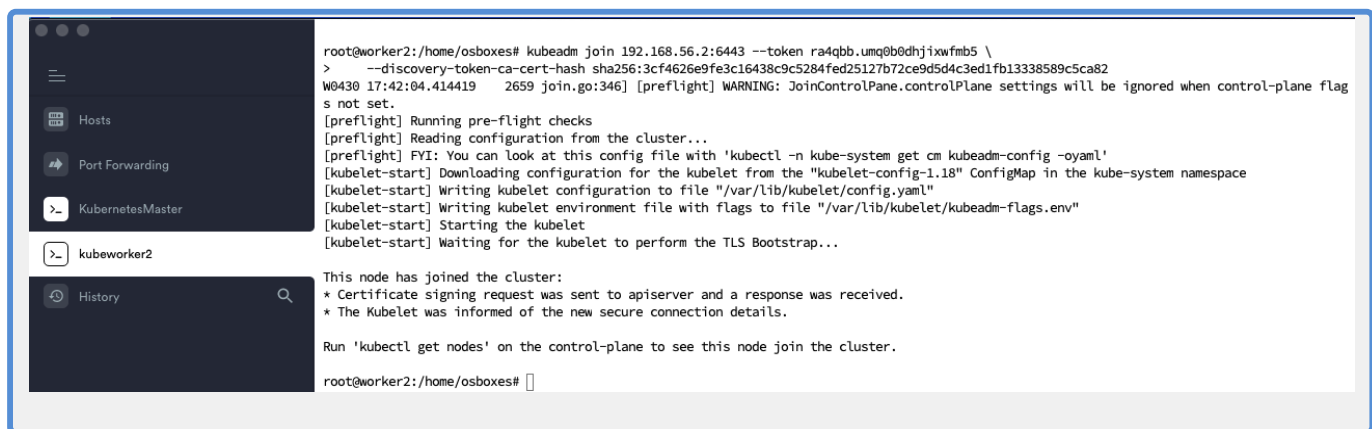 Hosts
Port Forwarding
KubernetesMaster
kubeworker2
History
root@worker2:/home/osboxes# kubeadm join 192.168.56.2:6443 --token ra4qbb.umq0b0dhjixwfmb5 \
>     --discovery-token-ca-cert-hash sha256:3cf4626e9fe3c16438c9c5284fed25127b72ce9d5d4c3ed1fb13338589c5ca82
W0430 17:42:04.414419    2659 join.go:346] [preflight] WARNING: JoinControlPane.controlPlane settings will be ignored when control-plane flag
s not set.
[preflight] Running pre-flight checks
[preflight] Reading configuration from the cluster...
[preflight] FYI: You can look at this config file with 'kubectl -n kube-system get cm kubeadm-config -oyaml'
[kubelet-start] Downloading configuration for the kubelet from the "kubelet-config-1.18" ConfigMap in the kube-system namespace
[kubelet-start] Writing kubelet configuration to file "/var/lib/kubelet/config.yaml"
[kubelet-start] Writing kubelet environment file with flags to file "/var/lib/kubelet/kubeadm-flags.env"
[kubelet-start] Starting the kubelet
[kubelet-start] Waiting for the kubelet to perform the TLS Bootstrap...
This node has joined the cluster:
* Certificate signing request was sent to apiserver and a response was received.
* The Kubelet was informed of the new secure connection details.
Run 'kubectl get nodes' on the control-plane to see this node join the cluster.
root@worker2:/home/osboxes#